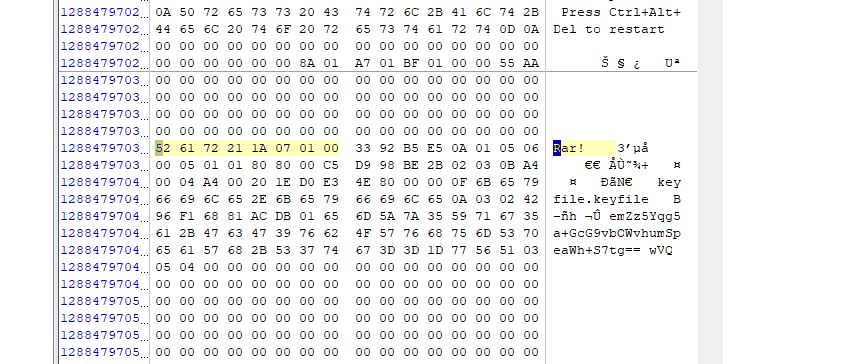 1288479702 0A 50 72 65 73 73 20 43 74 72 6C 2B 41 6C 74 2B Press Ctrl+Alt+
1288479702 44 65 6C 20 74 6F 20 72 65 73 74 61 72 74 0D 0A Del to restart
1288479702 00 00 00 00 00 00 00 00 00 00 00 00 00 00 00 00
1288479702 00 00 00 00 00 00 8A 01 A7 01 BF 01 00 00 55 AA Š § ¿ Uª
1288479703 00 00 00 00 00 00 00 00 00 00 00 00 00 00 00 00
1288479703 00 00 00 00 00 00 00 00 00 00 00 00 00 00 00 00
1288479703 00 00 00 00 00 00 00 00 00 00 00 00 00 00 00 00
1288479703 00 00 00 00 00 00 00 00 00 00 00 00 00 00 00 00
1288479703 52 61 72 21 1A 07 01 00 33 92 B5 E5 0A 01 05 06 Rar! 3’µå
1288479703 00 05 01 01 80 80 00 C5 D9 98 BE 2B 02 03 0B A4 €€ ÅÙ˜¾+ ¤
1288479704 00 04 A4 00 20 1E D0 E3 4E 80 00 00 0F 6B 65 79 ¤ ÐãN€ key
1288479704 66 69 6C 65 2E 6B 65 79 66 69 6C 65 0A 03 02 42 file.keyfile B
1288479704 96 F1 68 81 AC DB 01 65 6D 5A 7A 35 59 71 67 35 –ñh ¬Û emZz5Yqg5
1288479704 61 2B 47 63 47 39 76 62 4F 57 76 68 75 6D 53 70 a+GcG9vbOWvhumSp
1288479704 65 61 57 68 2B 53 37 74 67 3D 3D 1D 77 56 51 03 eaWh+S7tg== wVQ
1288479704 05 04 00 00 00 00 00 00 00 00 00 00 00 00 00 00
1288479704 00 00 00 00 00 00 00 00 00 00 00 00 00 00 00 00
1288479705 00 00 00 00 00 00 00 00 00 00 00 00 00 00 00 00
1288479705 00 00 00 00 00 00 00 00 00 00 00 00 00 00 00 00
1288479705 00 00 00 00 00 00 00 00 00 00 00 00 00 00 00 00
1288479705 00 00 00 00 00 00 00 00 00 00 00 00 00 00 00 00